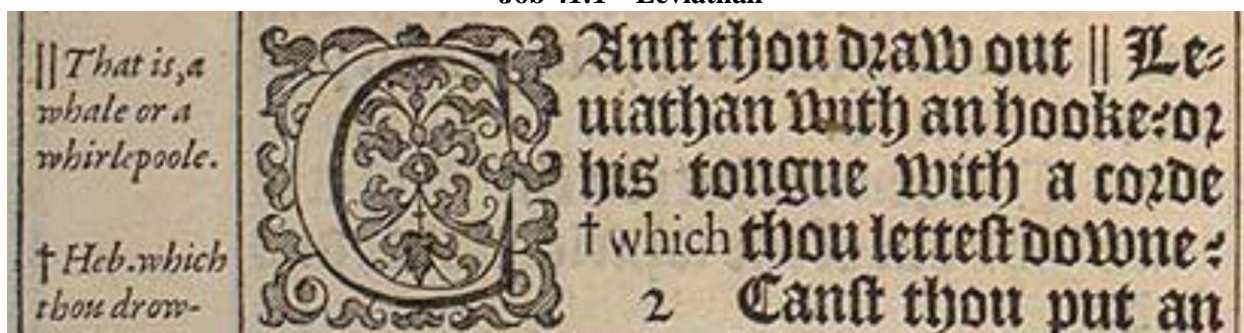 Job 41:1 – Leviathan
|| That is, a
whale or a
whirlepoole.
† Heb. which
thou drow-
CAnſt thou draw out || Le-
uiathan with an hooke? or
his tongue with a corde
† which thou letteſt downe?
2 Canſt thou put an